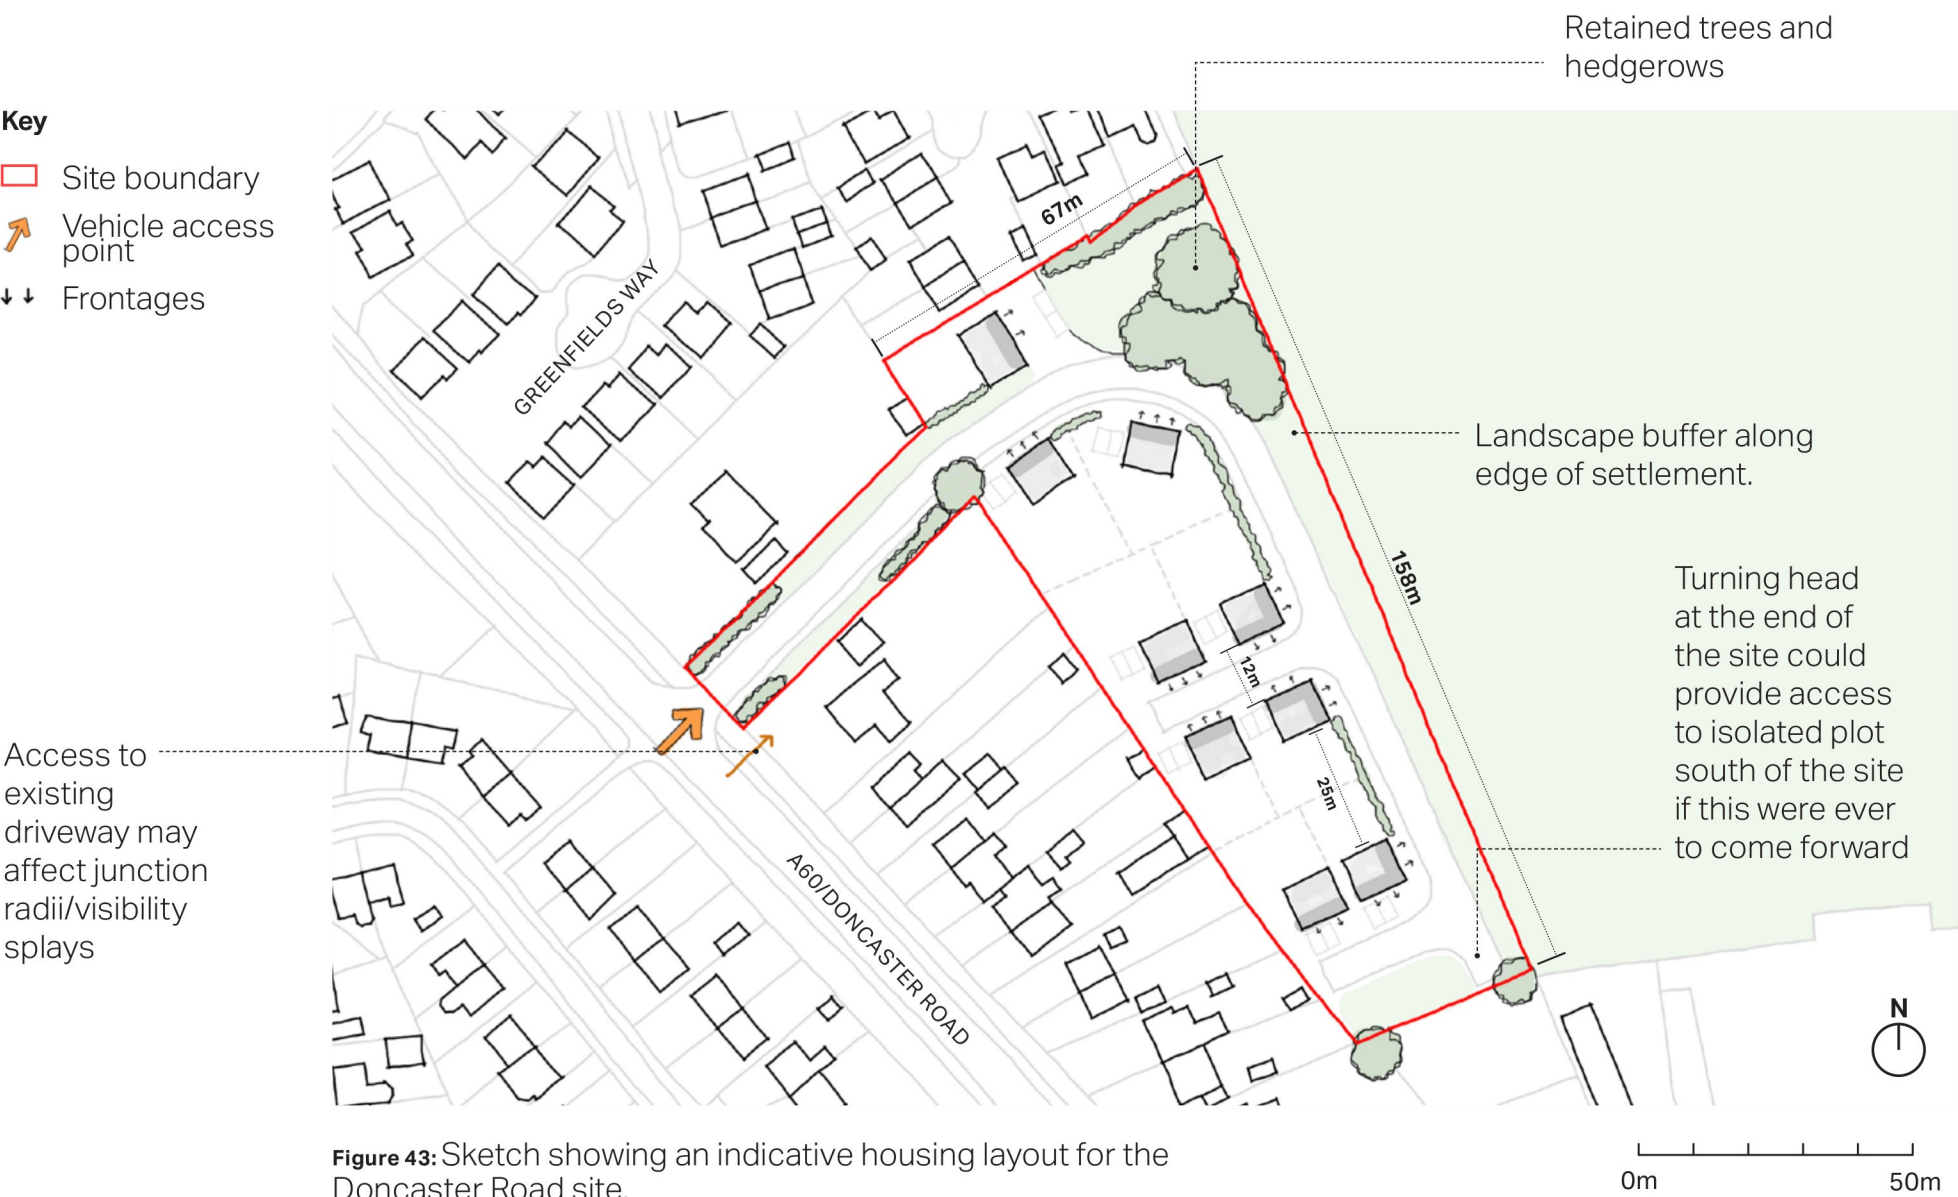 Retained trees and
hedgerows
Key
Site boundary
Vehicle access
point
Frontages
67m
GREENFIELDS WAY
Landscape buffer along
edge of settlement.
158m
Turning head
at the end of
the site could
provide access
to isolated plot
south of the site
if this were ever
to come forward
12m
25m
Access to
existing
driveway may
affect junction
radii/visibility
splays
A60/DONCASTER ROAD
N
Figure 43: Sketch showing an indicative housing layout for the
Doncaster Road site.
0m
50m